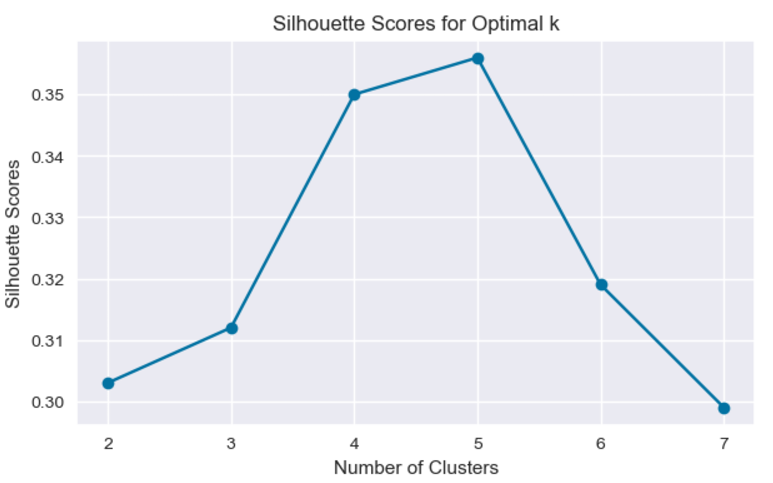 Silhouette Scores for Optimal k
Silhouette Scores
0.35
0.34
0.33
0.32
0.31
0.30
2 3 4 5 6 7
Number of Clusters